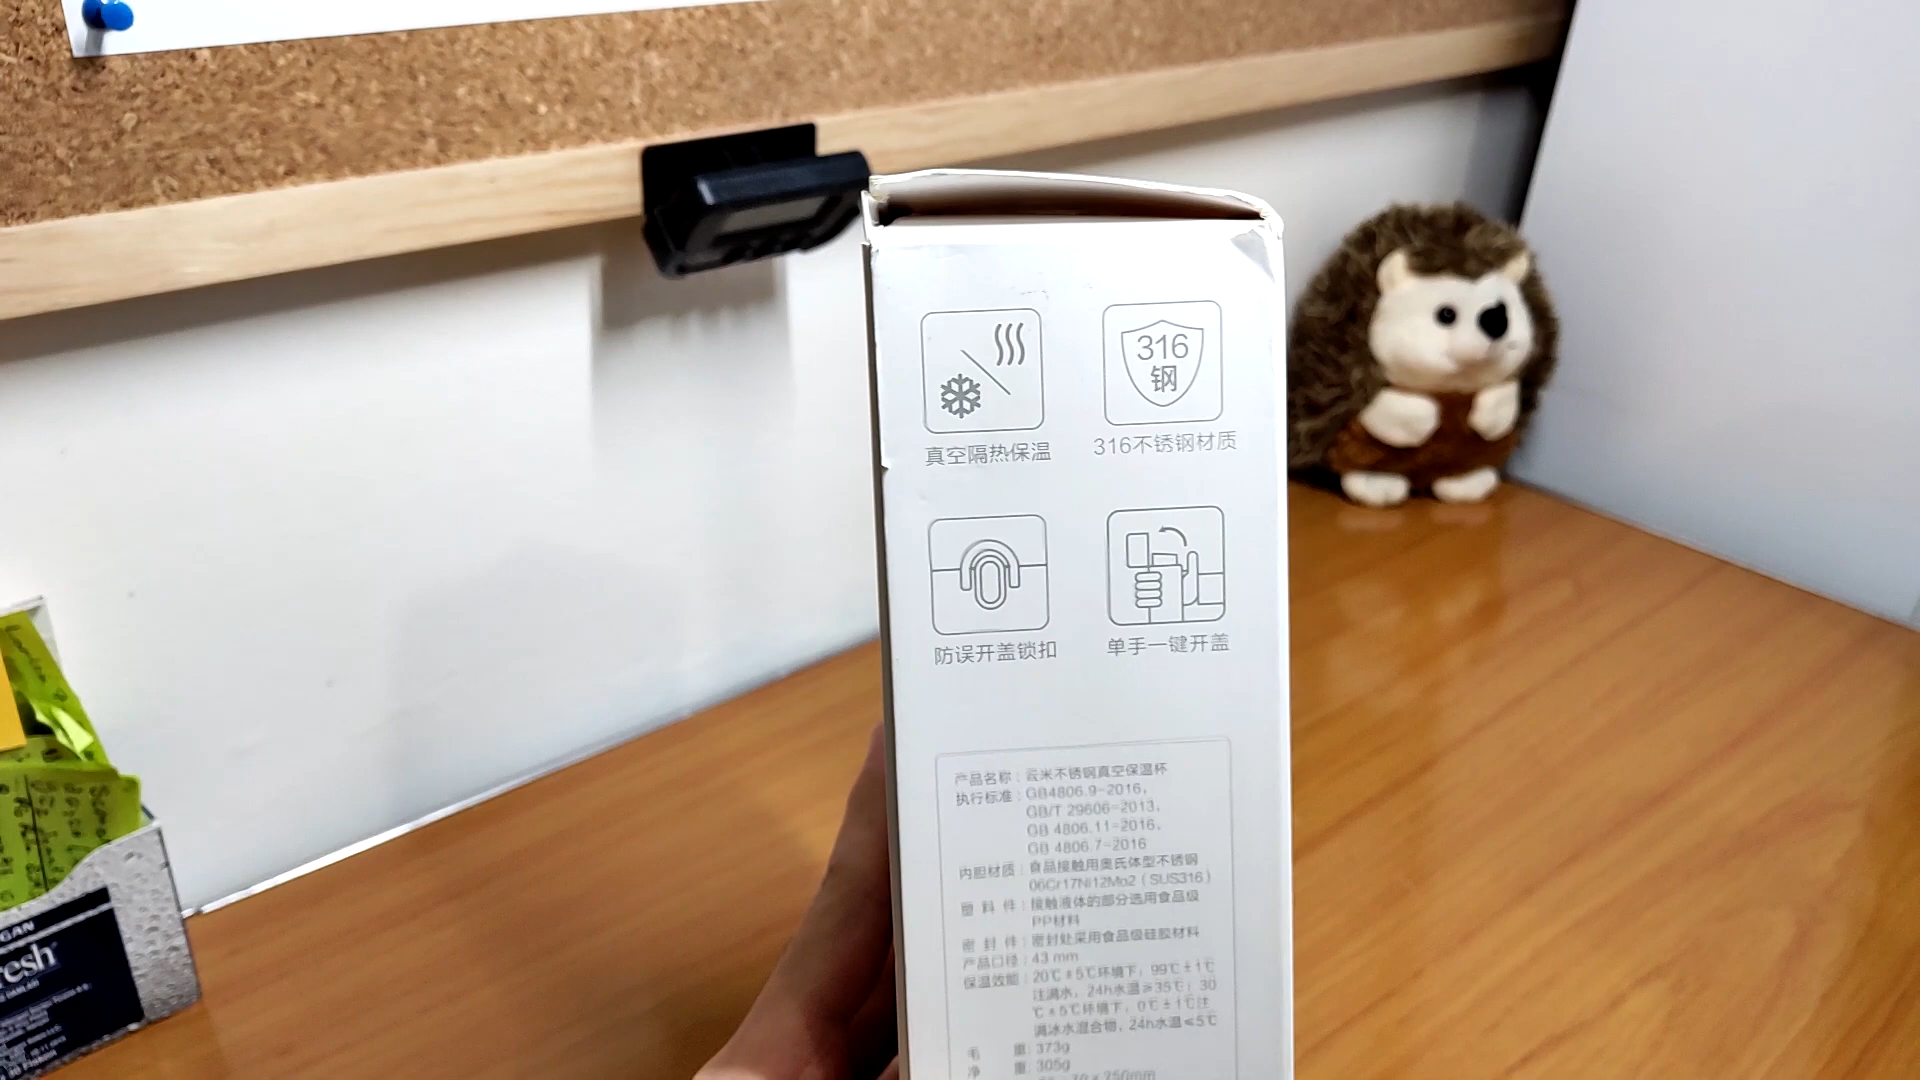 316
钢
真空隔热保温
316不锈钢材质
防误开盖锁扣
单手一键开盖
产品名称：云米不锈钢真空保温杯
执行标准：GB4806.9-2016,
GB/T 29606-2013,
GB 4806.11-2016,
GB 4806.7-2016
内胆材质：食品接触用奥氏体型不锈钢
06Cr17Ni12Mo2（SUS316）
塑料件：接触液体的部分选用食品级
PP材料
密封件：密封处采用食品级硅胶材料
产品口径：43 mm
保温效能：20℃±5℃环境下，99℃±1℃
注满水，24h水温≥35℃；30
℃±5℃环境下，0℃±1℃注
满冰水混合物，24h水温≤5℃
毛重：373g
净重：305g
GAN
resh